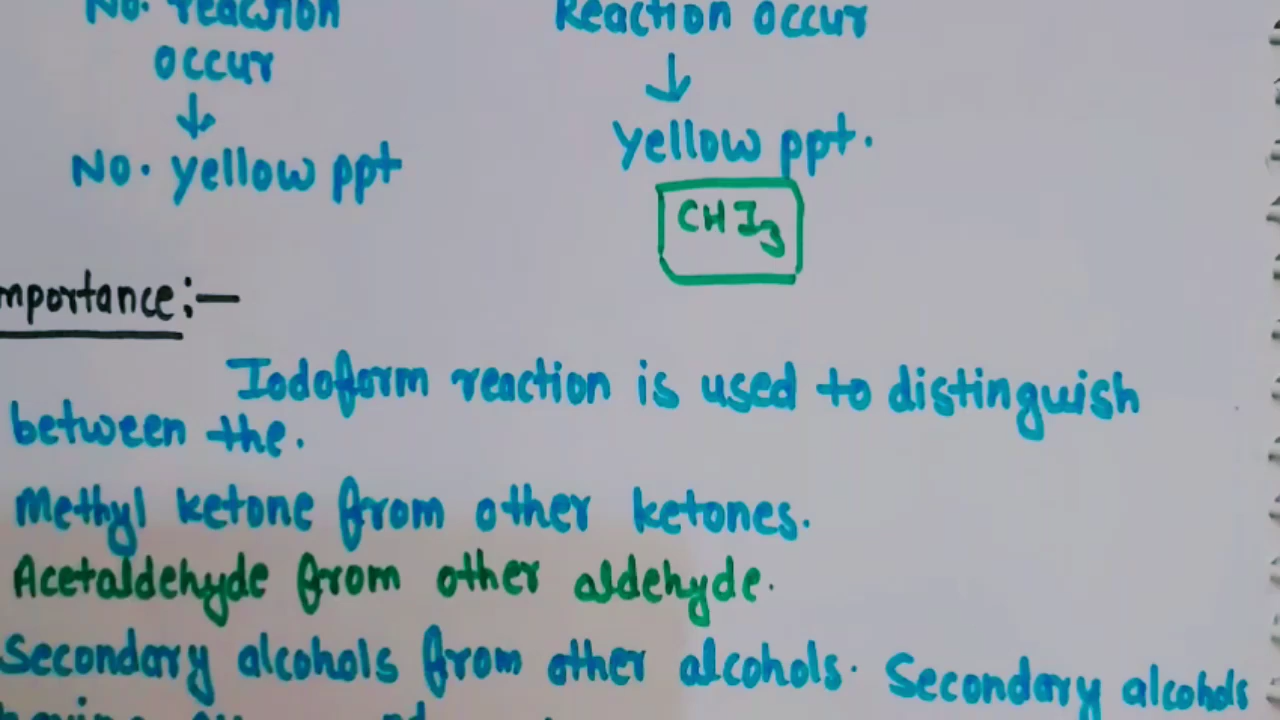 No. reaction
occur
No. yellow ppt
Reaction occur
Yellow ppt.
CHI3
mportance:-
Iodoform reaction is used to distinguish
between the.
Methyl ketone from other ketones.
Acetaldehyde from other aldehyde.
Secondary alcohols from other alcohols. Secondary alcohols